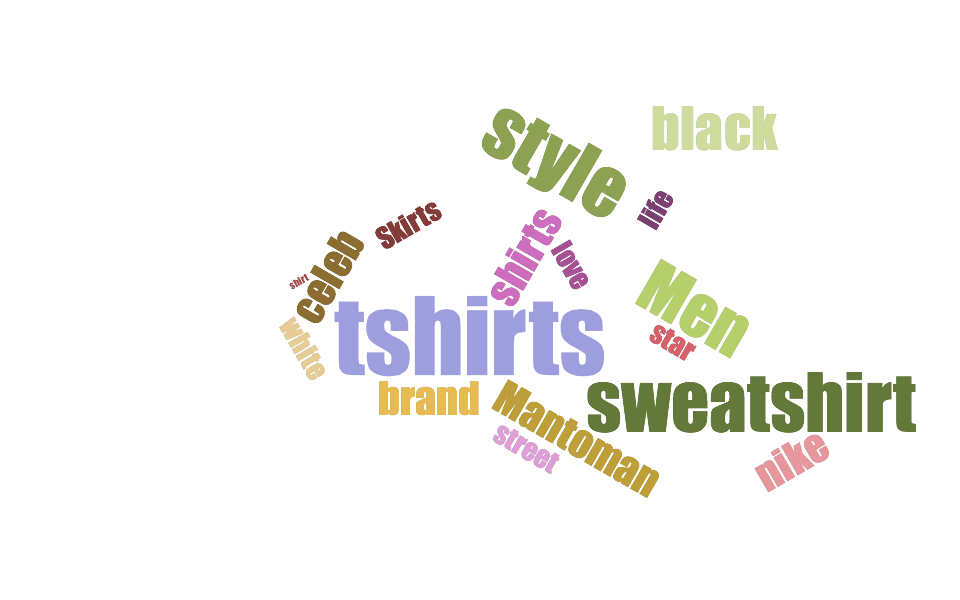 style
black
life
Skirts
shirts
love
celeb
shirt
Men
tshirts
white
star
brand
sweatshirt
Mantoman
street
nike